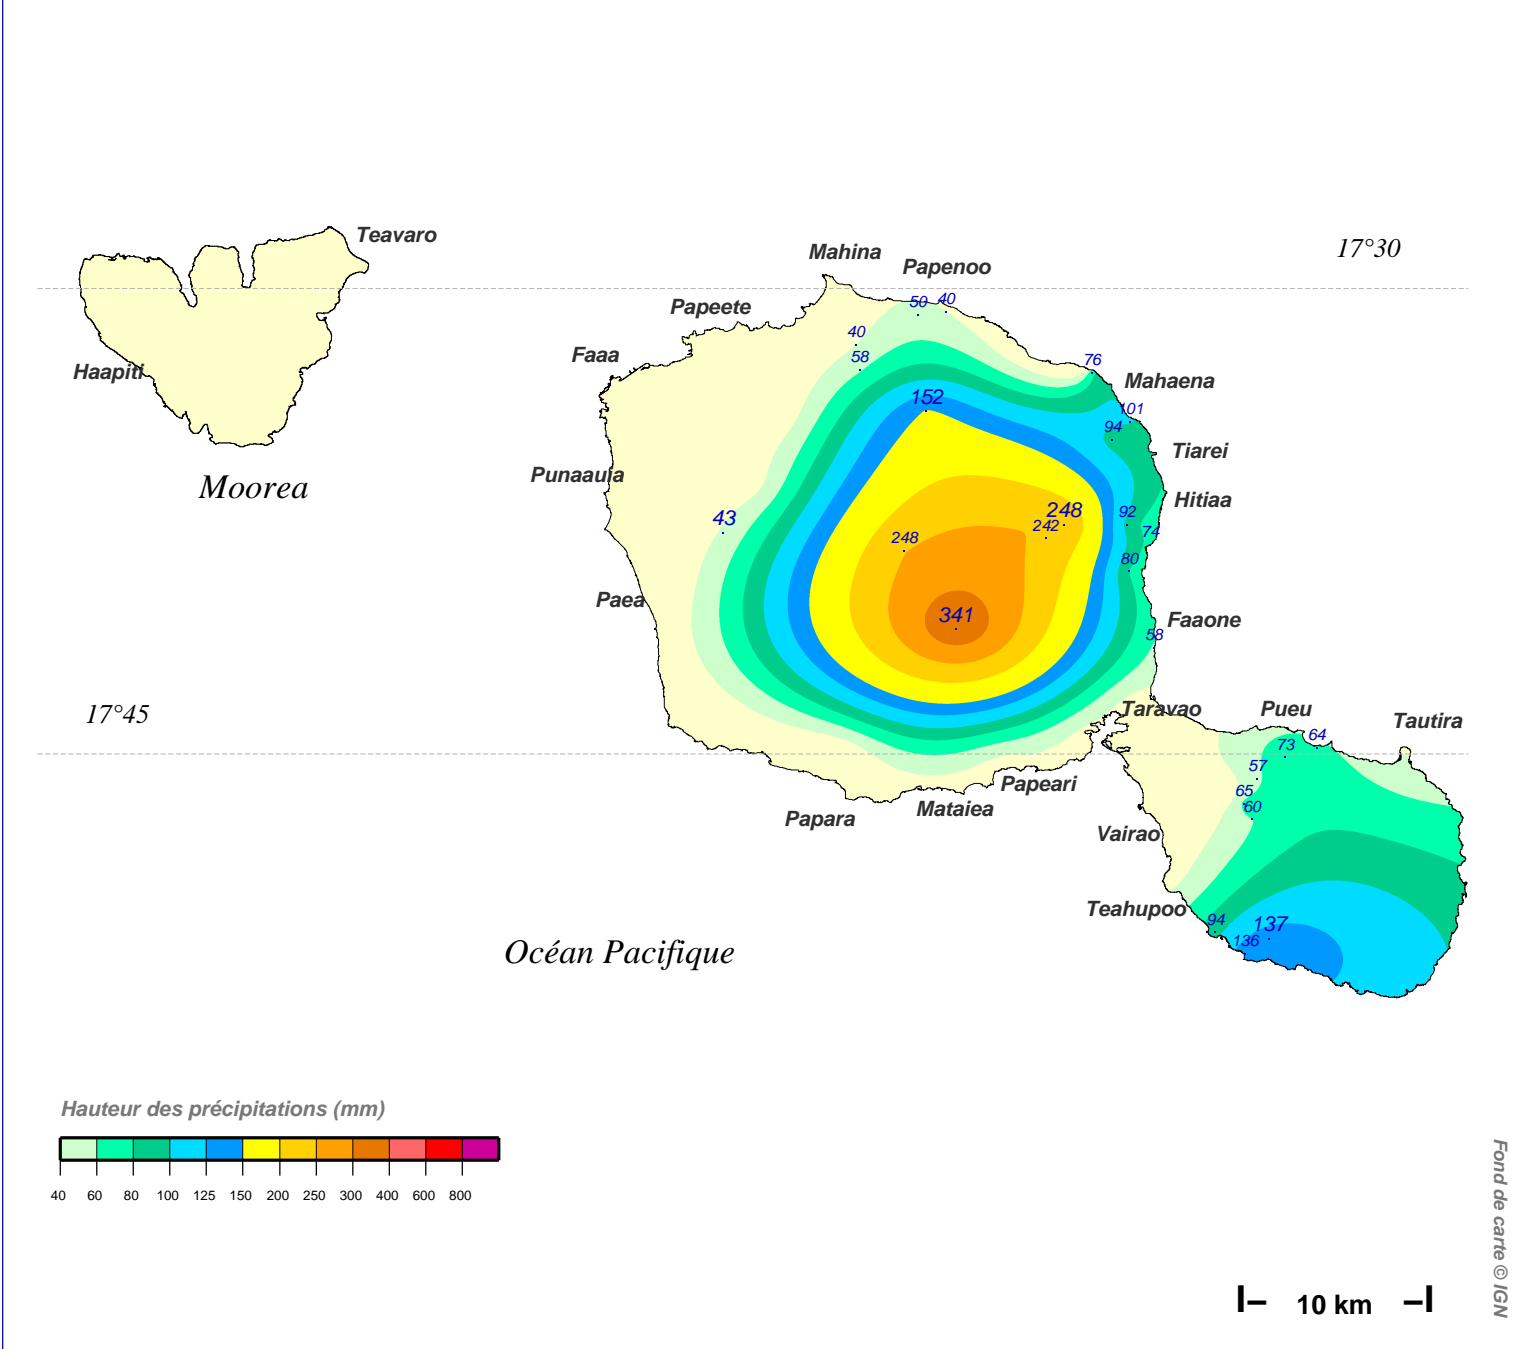 Teavaro
17°30
Mahina
Papenoo
50
40
Papeete
40
Faaa
58
76
Haapiti
Mahaena
152
101
94
Tiarei
Punaauia
Moorea
Hitiaa
248
92
43
242
74
248
80
Paea
341
Faaone
58
17°45
Taravao
Pueu
Tautira
64
73
57
Papeari
65
60
Mataiea
Papara
Vairao
Teahupoo
94
137
136
Océan Pacifique
Hauteur des précipitations (mm)
40 60 80 100 125 150 200 250 300 400 600 800
Fond de carte © IGN
10 km